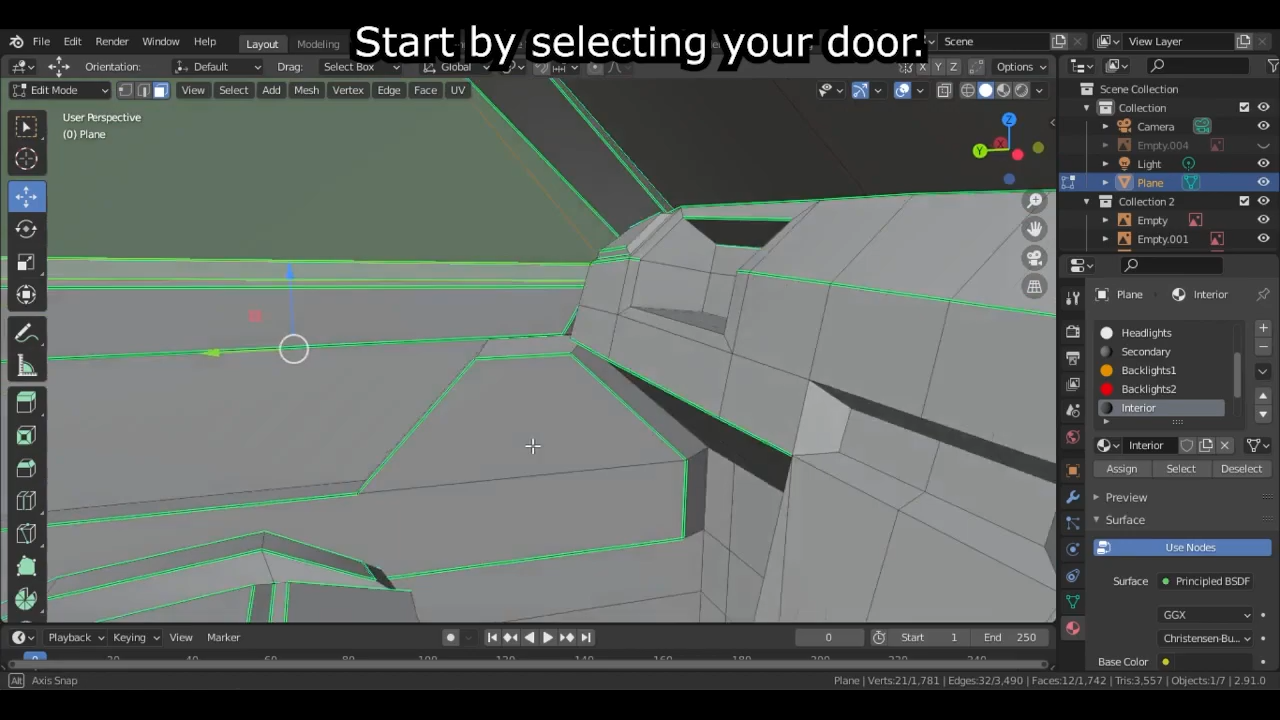 Start by selecting your door.
File Edit Render Window Help Layout Modeling Scene View Layer
Orientation: Default Drag: Select Box Global X Y Z Options
Edit Mode View Select Add Mesh Vertex Edge Face UV
User Perspective
(0) Plane
Z
Y
X
Scene Collection
Collection
Camera
Empty.004
Light
Plane
Collection 2
Empty
Empty.001
Plane Interior
Headlights
Secondary
Backlights1
Backlights2
Interior
Interior
Assign Select Deselect
Preview
Surface
Use Nodes
Surface Principled BSDF
GGX
Christensen-Bu...
Base Color
Playback Keying View Marker 0 Start 1 End 250
0
Alt Axis Snap Plane | Verts:21/1,781 | Edges:32/3,490 | Faces:12/1,742 | Tris:3,557 | Objects:1/7 | 2.91.0